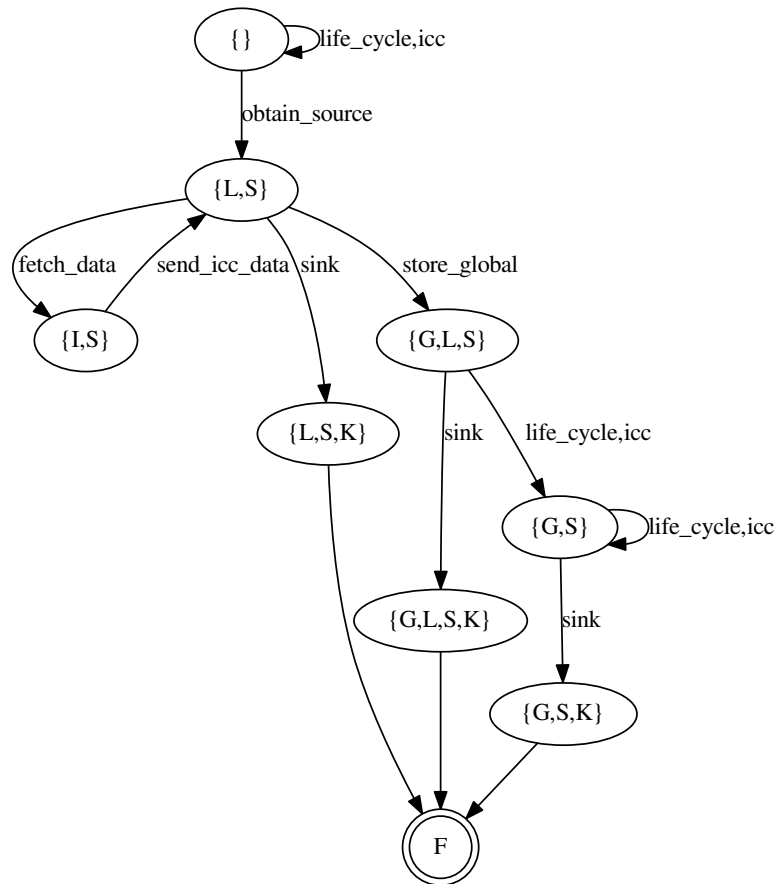 {}
life_cycle,icc
obtain_source
{L,S}
fetch_data
send_icc_data
sink
store_global
{I,S}
{G,L,S}
{L,S,K}
sink
life_cycle,icc
{G,S}
life_cycle,icc
{G,L,S,K}
sink
{G,S,K}
F